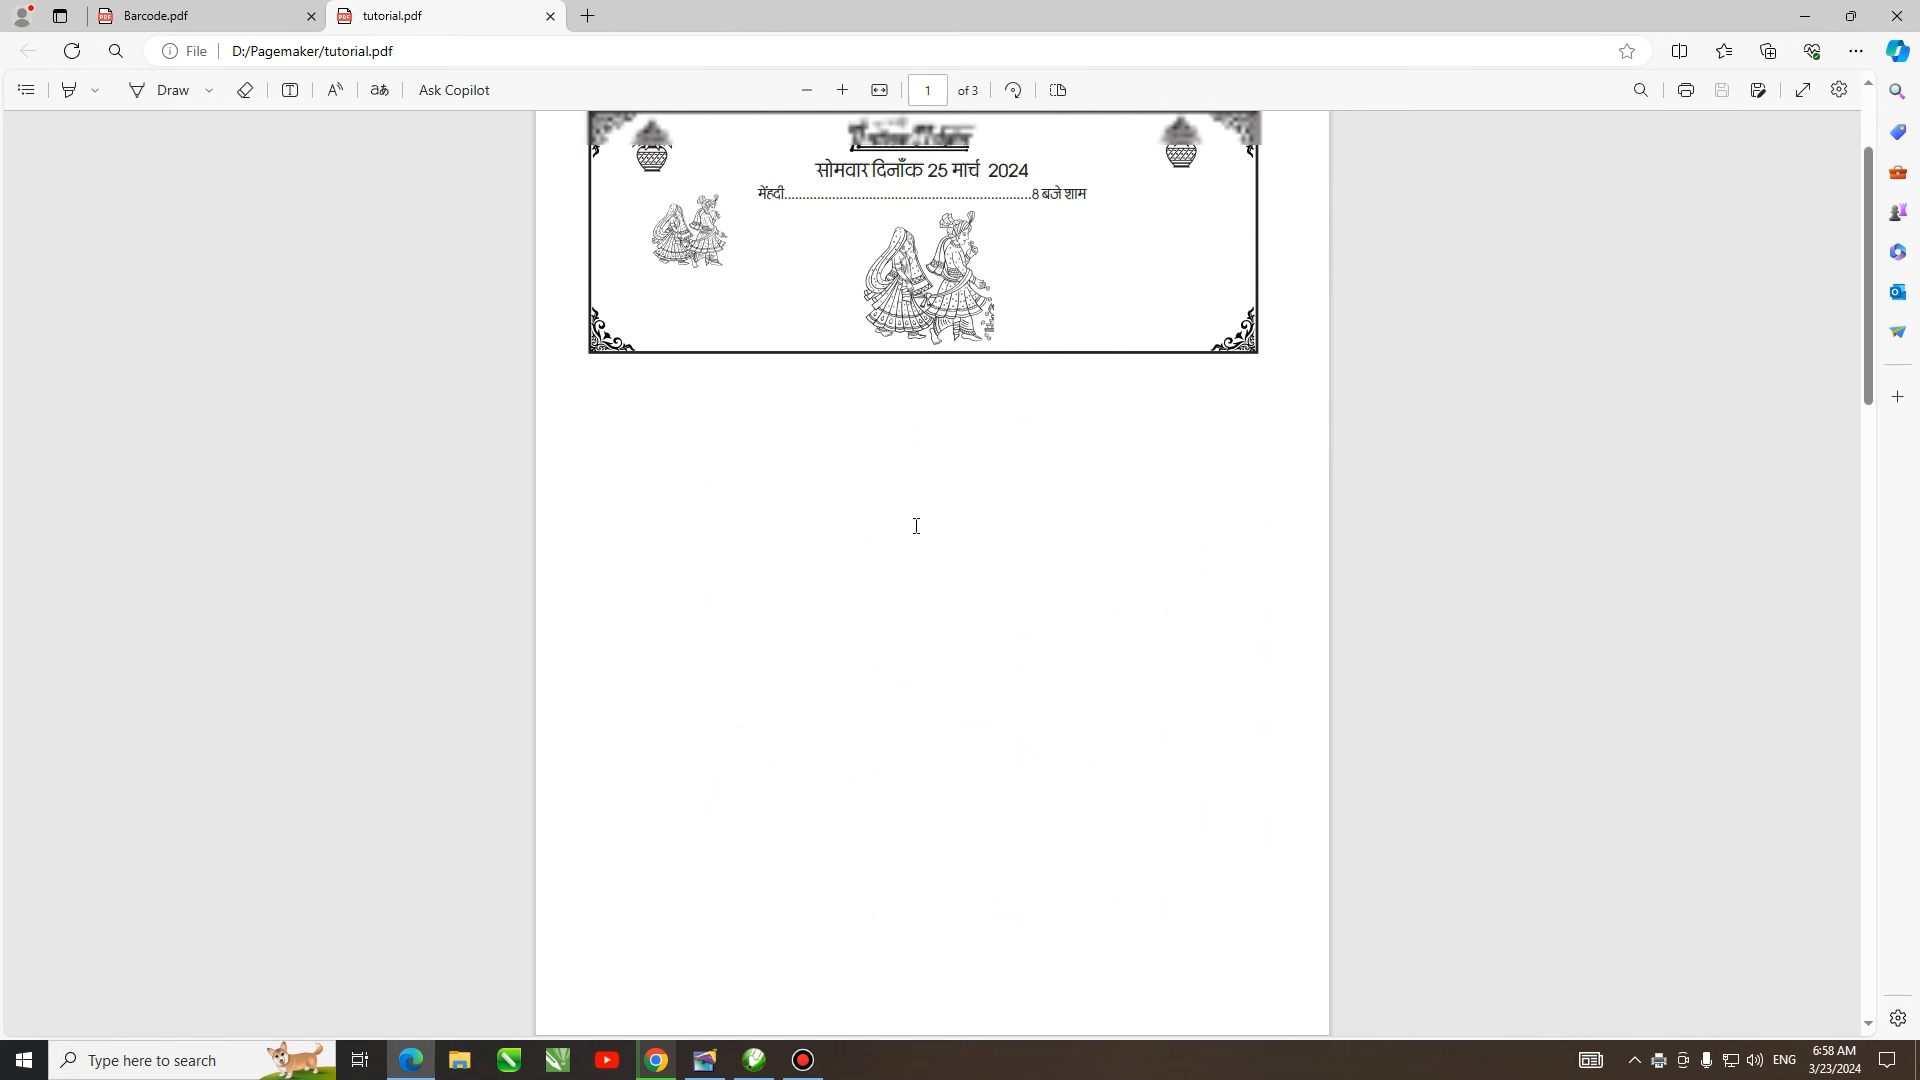 Barcode.pdf
tutorial.pdf
File
D:/Pagemaker/tutorial.pdf
Draw
Ask Copilot
1 of 3
सोमवार दिनाँक 25 मार्च 2024
मेंहदी......................................................................8 बजे शाम
Type here to search
ENG
6:58 AM
3/23/2024